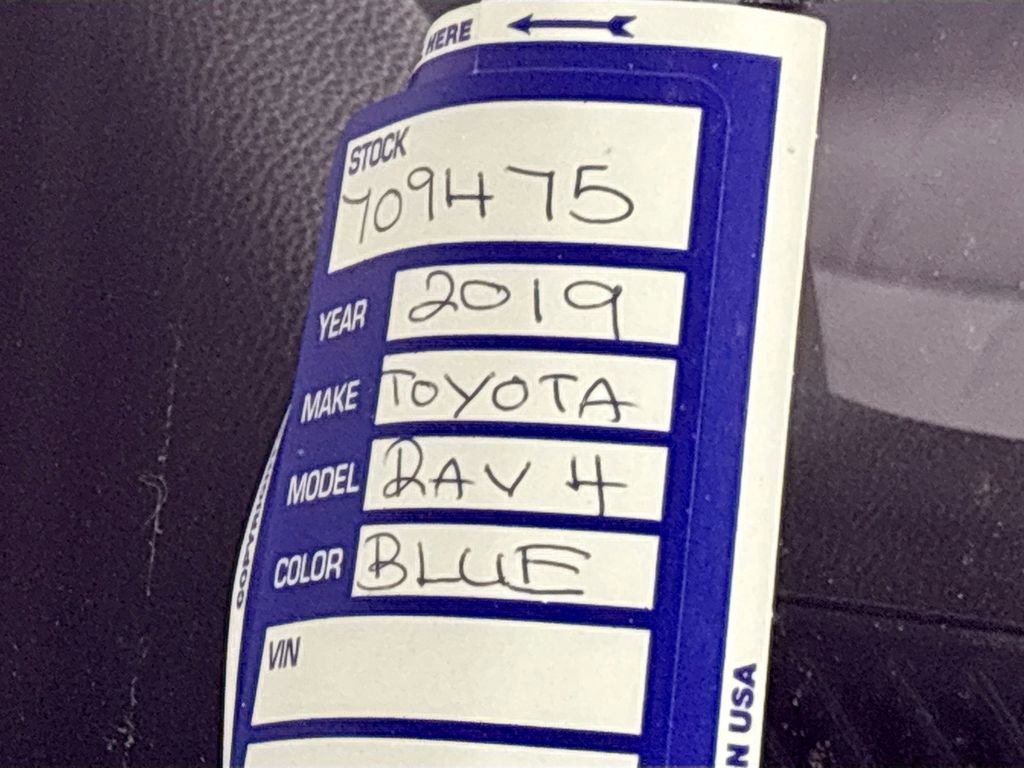 HERE
STOCK
709475
YEAR 2019
MAKE TOYOTA
MODEL RAV 4
COLOR BLUE
VIN
N USA